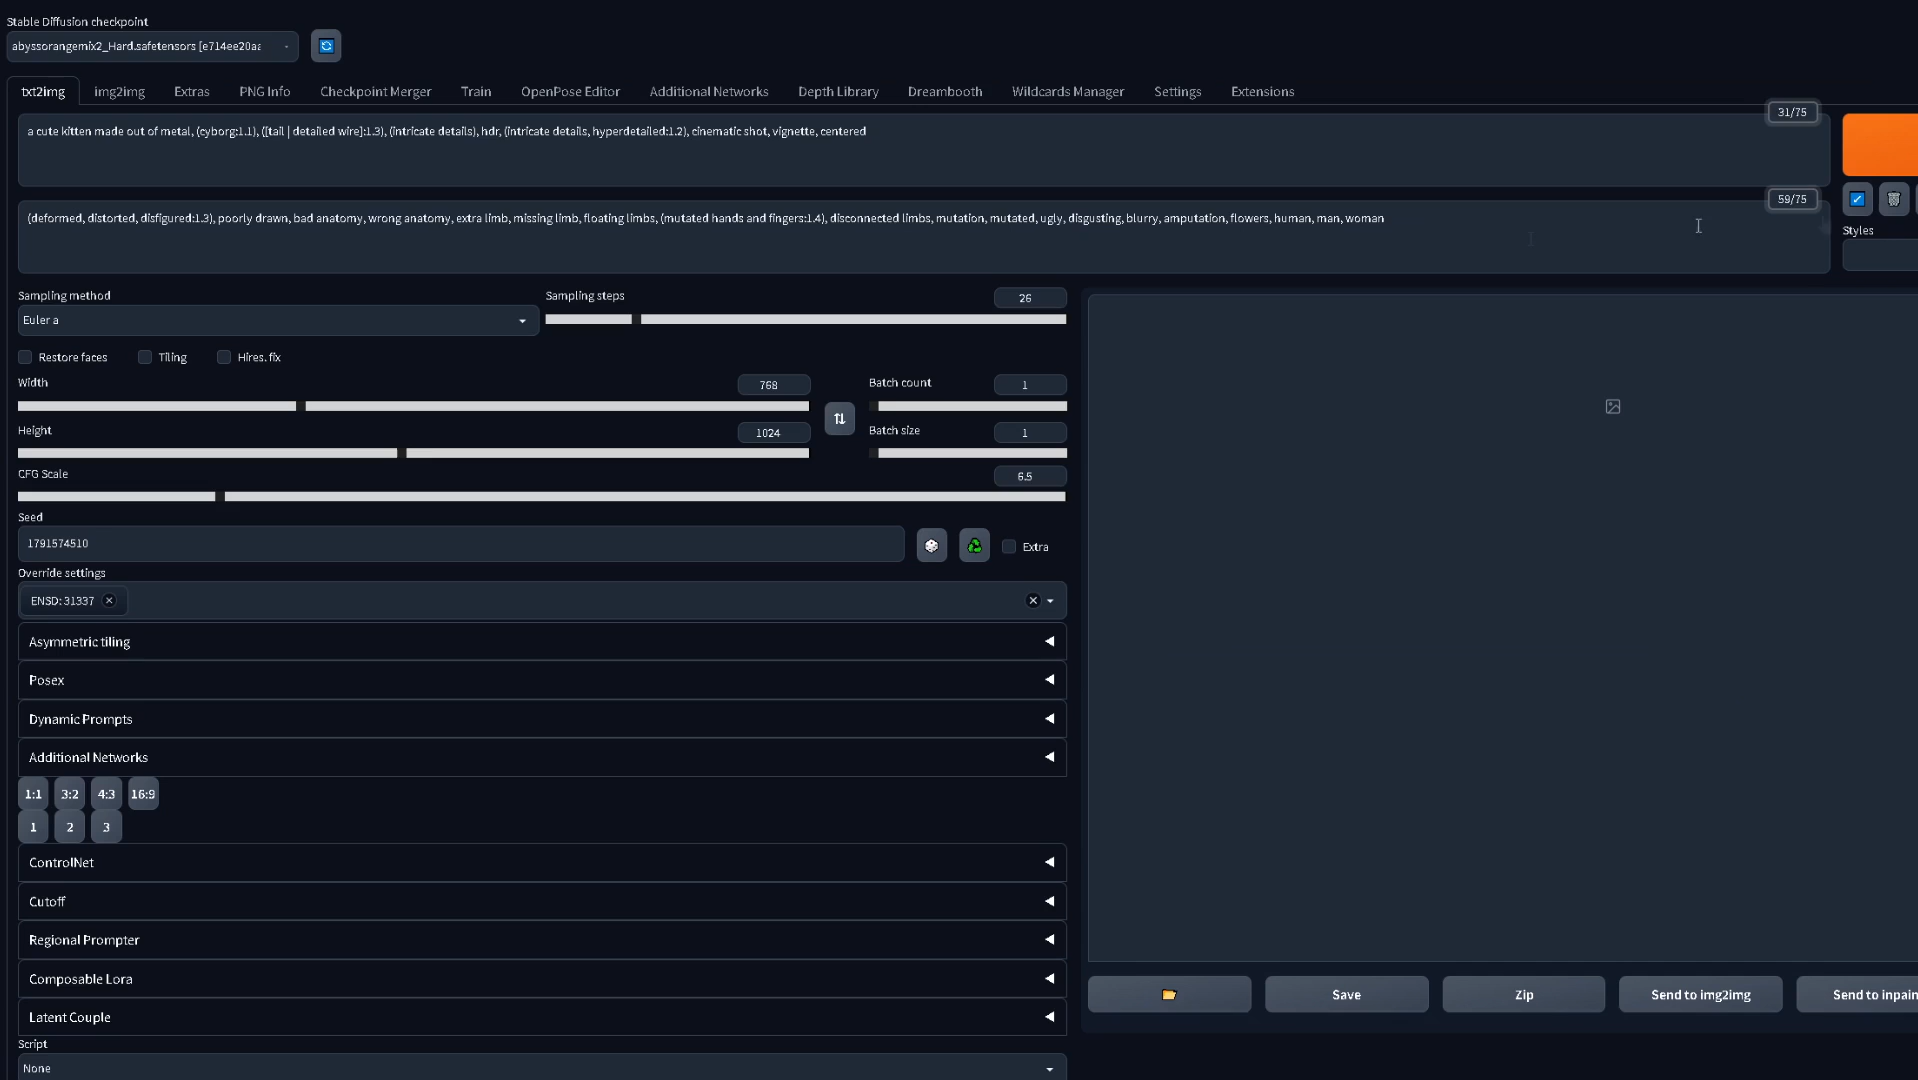 Stable Diffusion checkpoint
abyssorangemix2_Hard.safetensors [e714ee20aa
txt2img img2img Extras PNG Info Checkpoint Merger Train OpenPose Editor Additional Networks Depth Library Dreambooth Wildcards Manager Settings Extensions
31/75
a cute kitten made out of metal, (cyborg:1.1), ([tail | detailed wire]:1.3), (intricate details), hdr, (intricate details, hyperdetailed:1.2), cinematic shot, vignette, centered
59/75
(deformed, distorted, disfigured:1.3), poorly drawn, bad anatomy, wrong anatomy, extra limb, missing limb, floating limbs, (mutated hands and fingers:1.4), disconnected limbs, mutation, mutated, ugly, disgusting, blurry, amputation, flowers, human, man, woman
Styles
Sampling method
Euler a
Sampling steps
26
Restore faces Tiling Hires. fix
Width
768
Batch count
1
Height
1024
Batch size
1
CFG Scale
6.5
Seed
1791574510
Extra
Override settings
ENSD: 31337
Asymmetric tiling
Posex
Dynamic Prompts
Additional Networks
1:1 3:2 4:3 16:9
1 2 3
ControlNet
Cutoff
Regional Prompter
Composable Lora
Latent Couple
Script
None
Save
Zip
Send to img2img
Send to inpain